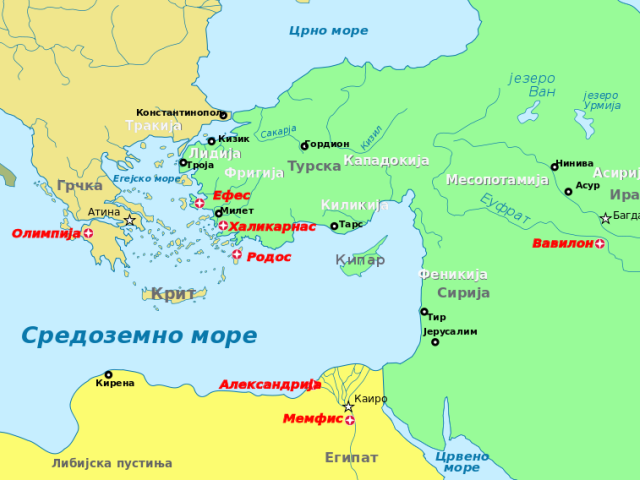 Црно море
језеро
Ван
језеро
Урмија
Константинопољ
Тракија
Сакарја
Кизил
Кизик
Гордион
Лидија
Троја
Турска
Кападокија
Нинива
Асириј
Егејско море
Фригија
Месопотамија
Асур
Грчка
Ефес
Ира
Киликија
Еуфрат
Атина
Милет
Багда
Олимпија
Халикарнас
Тарс
Вавилон
Родос
Кипар
Феникија
Крит
Сирија
Тир
Средоземно море
Јерусалим
Кирена
Александрија
Каиро
Мемфис
Египат
Црвено
море
Либијска пустиња